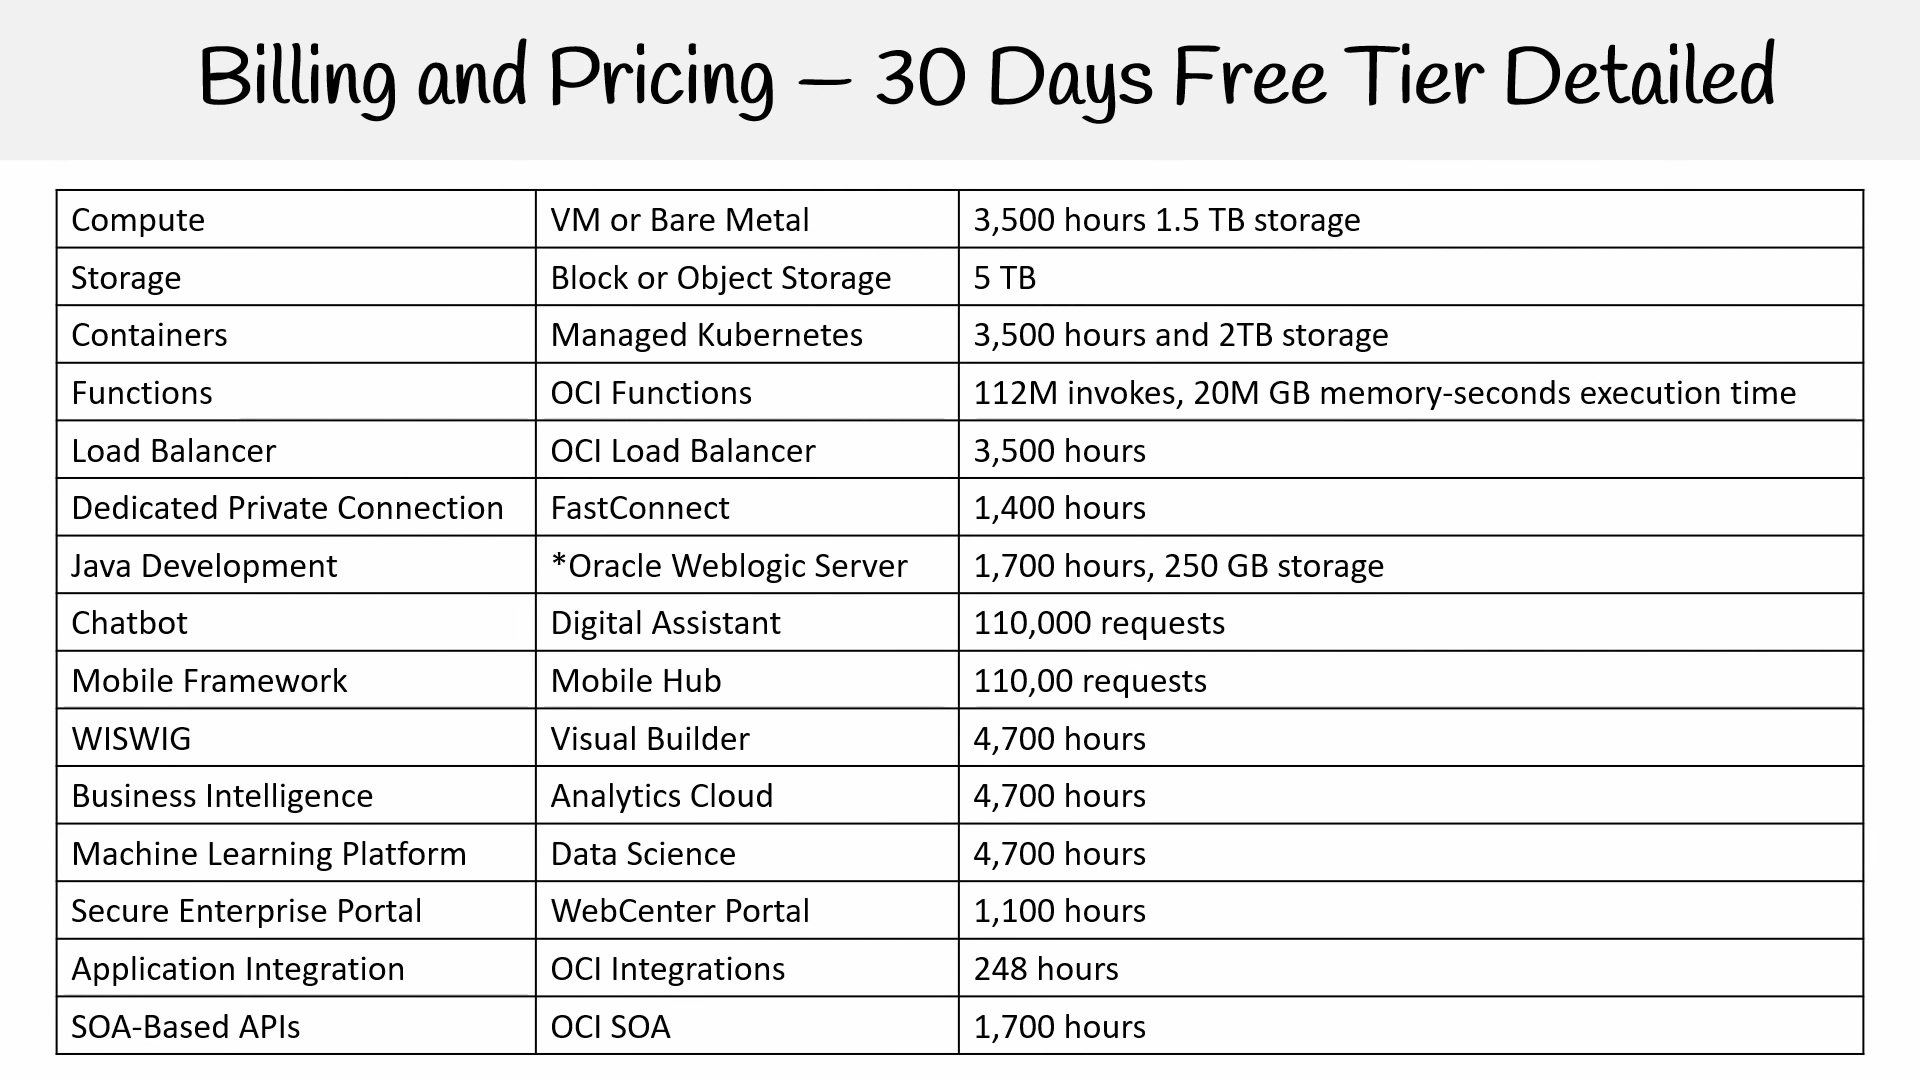 Billing and Pricing – 30 Days Free Tier Detailed
Compute VM or Bare Metal 3,500 hours 1.5 TB storage
Storage Block or Object Storage 5 TB
Containers Managed Kubernetes 3,500 hours and 2TB storage
Functions OCI Functions 112M invokes, 20M GB memory-seconds execution time
Load Balancer OCI Load Balancer 3,500 hours
Dedicated Private Connection FastConnect 1,400 hours
Java Development *Oracle Weblogic Server 1,700 hours, 250 GB storage
Chatbot Digital Assistant 110,000 requests
Mobile Framework Mobile Hub 110,00 requests
WISWIG Visual Builder 4,700 hours
Business Intelligence Analytics Cloud 4,700 hours
Machine Learning Platform Data Science 4,700 hours
Secure Enterprise Portal WebCenter Portal 1,100 hours
Application Integration OCI Integrations 248 hours
SOA-Based APIs OCI SOA 1,700 hours